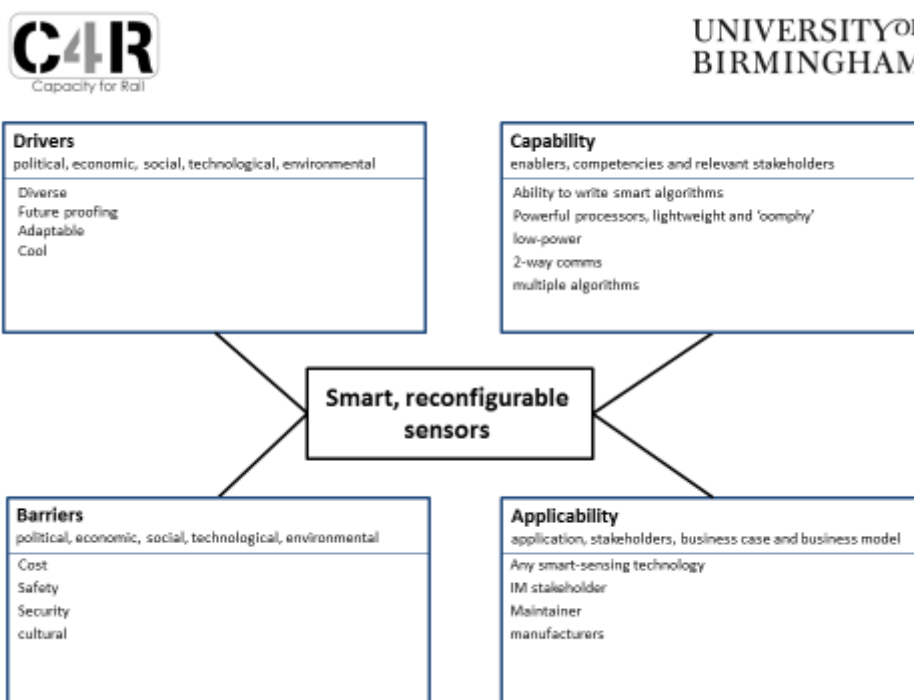 C4R
Capacity for Rail
UNIVERSITY OF
BIRMINGHAM
Drivers
political, economic, social, technological, environmental
Diverse
Future proofing
Adaptable
Cool
Capability
enablers, competencies and relevant stakeholders
Ability to write smart algorithms
Powerful processors, lightweight and ‘oomphy’
low-power
2-way comms
multiple algorithms
Smart, reconfigurable
sensors
Barriers
political, economic, social, technological, environmental
Cost
Safety
Security
cultural
Applicability
application, stakeholders, business case and business model
Any smart-sensing technology
IM stakeholder
Maintainer
manufacturers